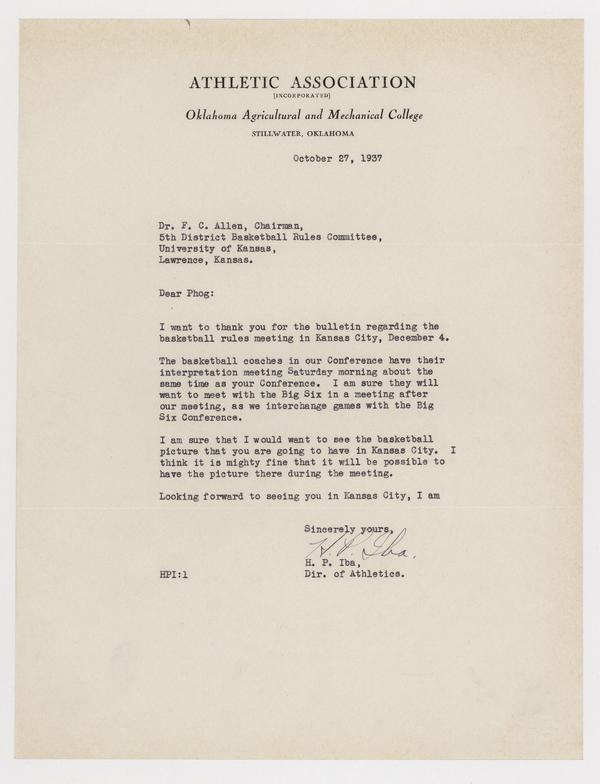 ATHLETIC ASSOCIATION
[INCORPORATED]
Oklahoma Agricultural and Mechanical College
STILLWATER, OKLAHOMA
October 27, 1937
Dr. F. C. Allen, Chairman,
5th District Basketball Rules Committee,
University of Kansas,
Lawrence, Kansas.
Dear Phog:
I want to thank you for the bulletin regarding the
basketball rules meeting in Kansas City, December 4.
The basketball coaches in our Conference have their
interpretation meeting Saturday morning about the
same time as your Conference. I am sure they will
want to meet with the Big Six in a meeting after
our meeting, as we interchange games with the Big
Six Conference.
I am sure that I would want to see the basketball
picture that you are going to have in Kansas City. I
think it is mighty fine that it will be possible to
have the picture there during the meeting.
Looking forward to seeing you in Kansas City, I am
Sincerely yours,
H. P. Iba.
H. P. Iba,
Dir. of Athletics.
HPI:l